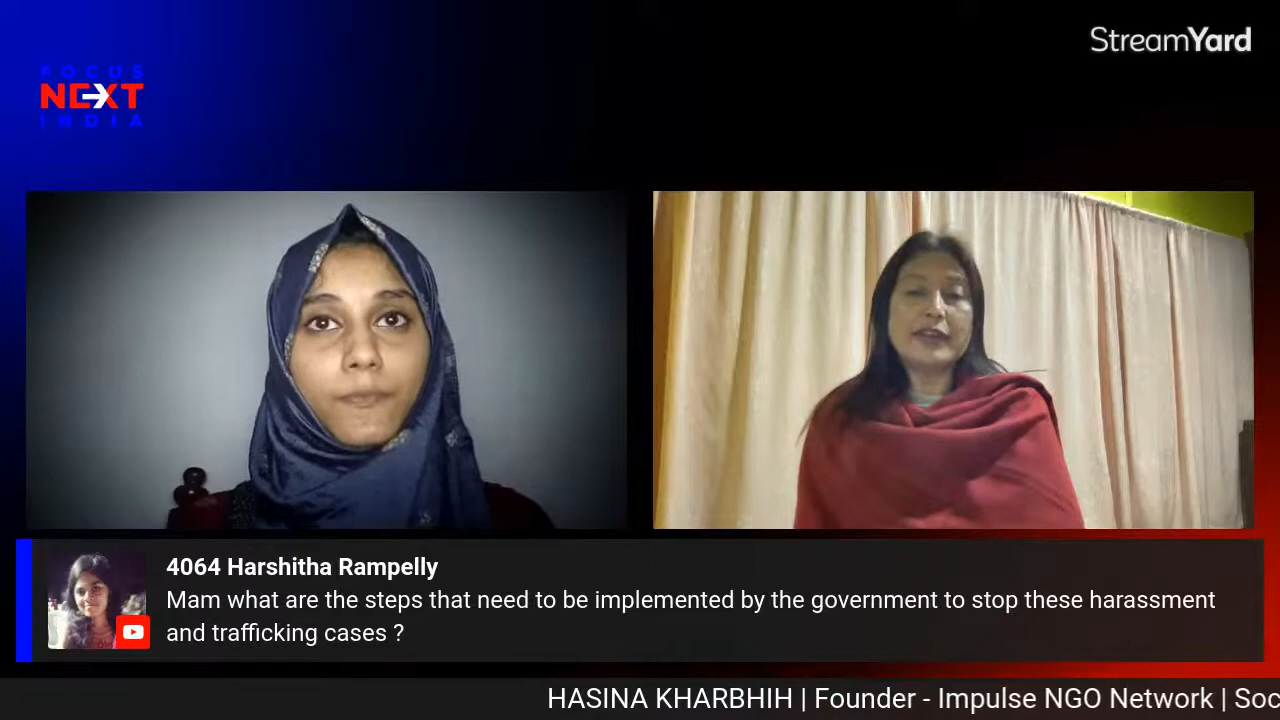 StreamYard
FOCUS
NEXT
INDIA
4064 Harshitha Rampelly
Mam what are the steps that need to be implemented by the government to stop these harassment
and trafficking cases ?
HASINA KHARBHIH | Founder - Impulse NGO Network | Soc